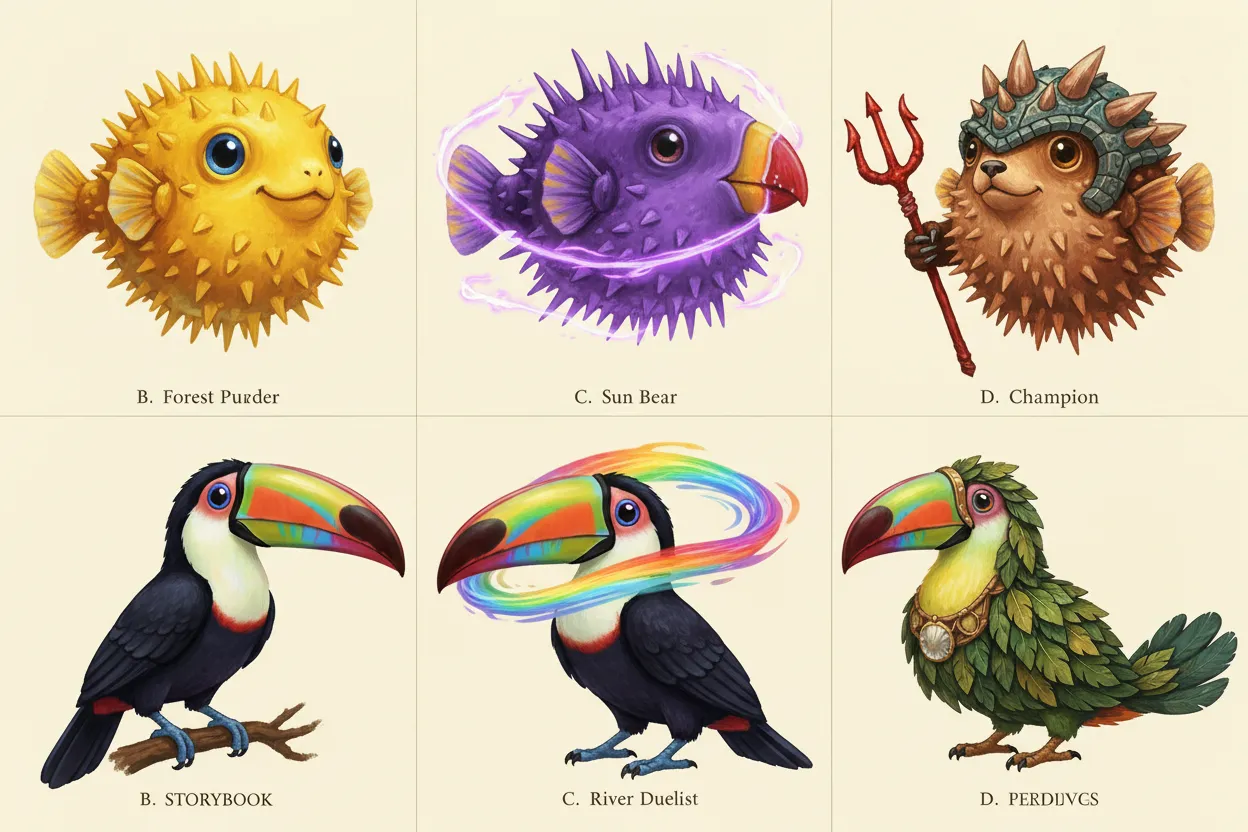 B. Forest
C. Sun Bear
D. Champion
B. STORYBOOK
C. River Duelist
D.